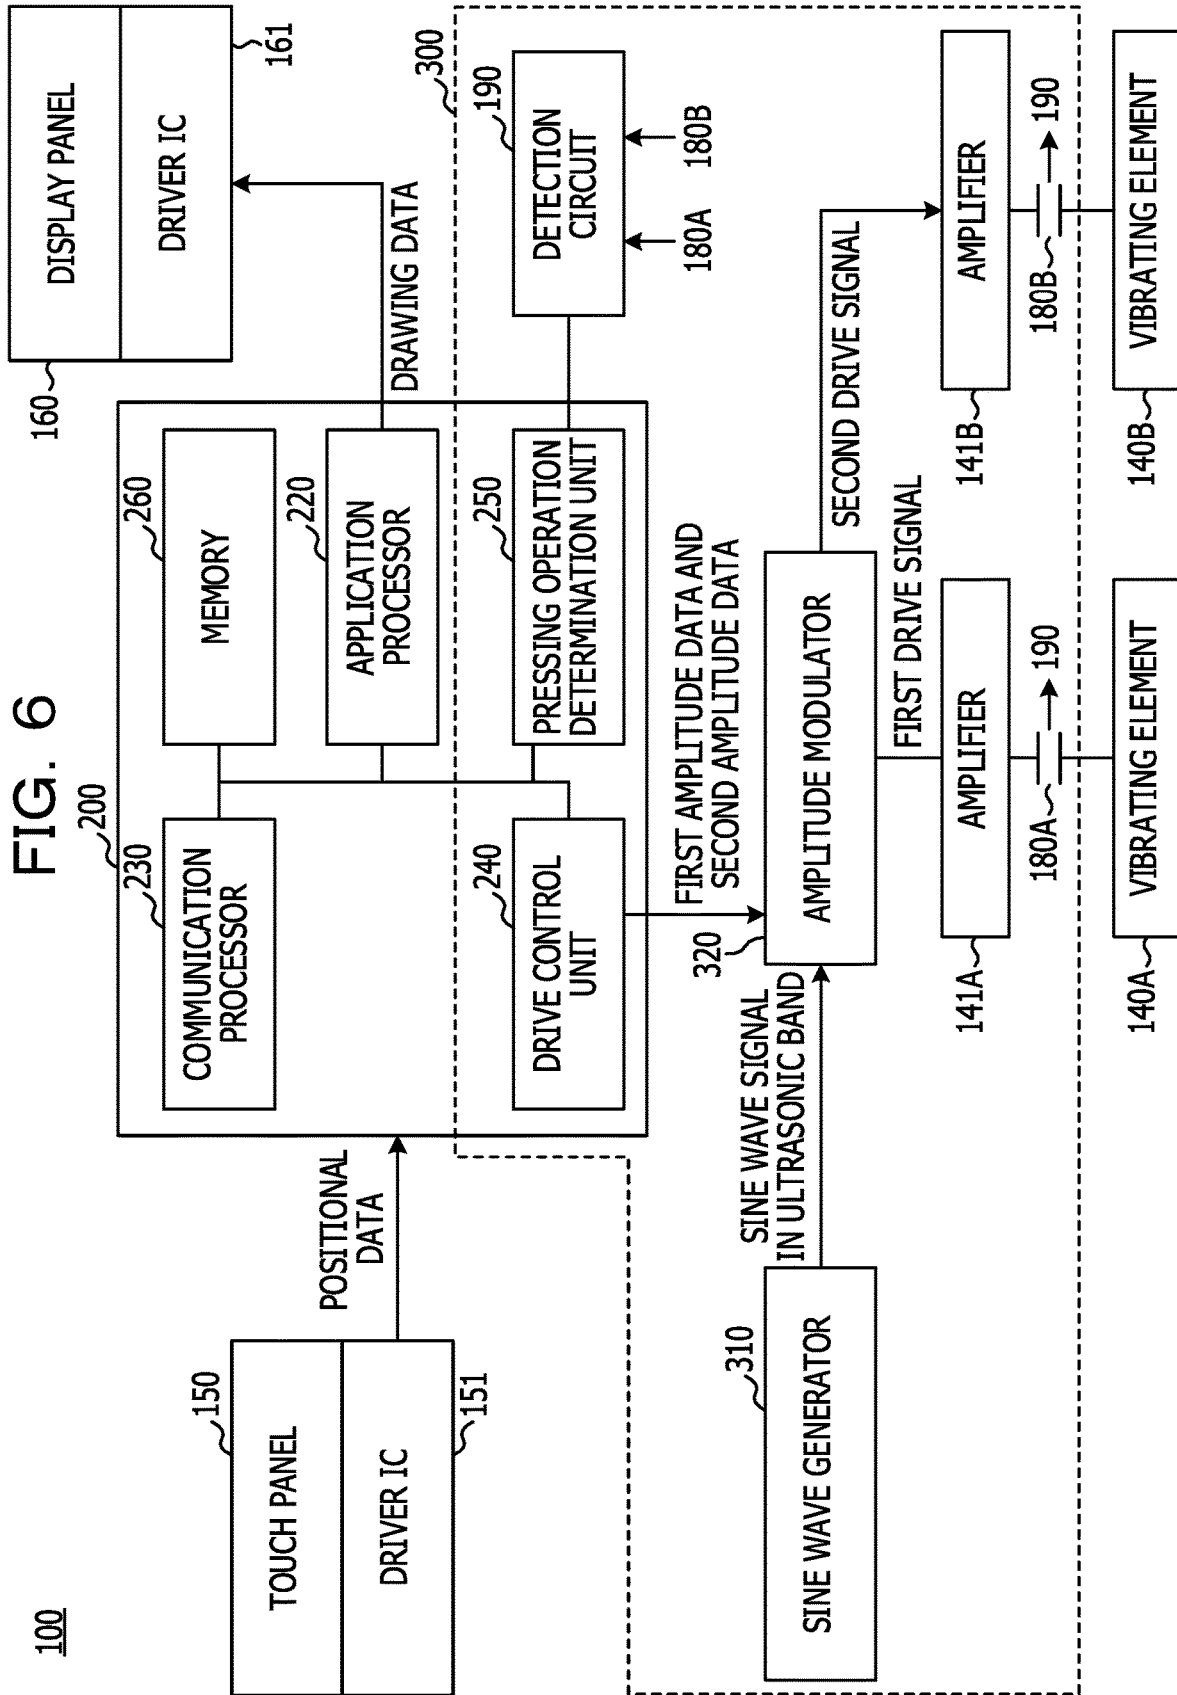 FIG. 6
100
150
TOUCH PANEL
DRIVER IC
151
POSITIONAL
DATA
200
230
COMMUNICATION
PROCESSOR
260
MEMORY
220
APPLICATION
PROCESSOR
240
DRIVE CONTROL
UNIT
250
PRESSING OPERATION
DETERMINATION UNIT
160
DISPLAY PANEL
DRIVER IC
161
DRAWING DATA
300
190
DETECTION
CIRCUIT
180A
180B
FIRST AMPLITUDE DATA AND
SECOND AMPLITUDE DATA
310
SINE WAVE GENERATOR
SINE WAVE SIGNAL
IN ULTRASONIC BAND
320
AMPLITUDE MODULATOR
SECOND DRIVE SIGNAL
FIRST DRIVE SIGNAL
141A
AMPLIFIER
141B
AMPLIFIER
180A
190
180B
190
140A
VIBRATING ELEMENT
140B
VIBRATING ELEMENT